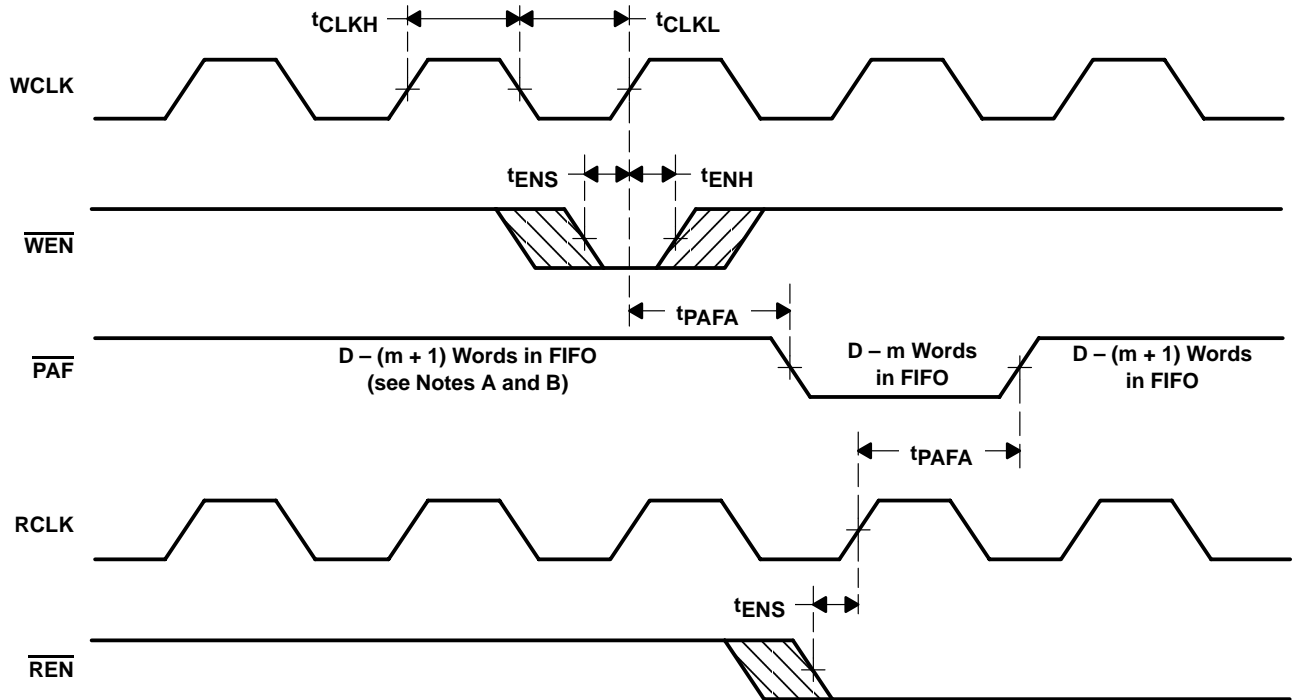 tCLKH
tCLKL
WCLK
tENS
tENH
WEN
tPAFA
PAF
D – (m + 1) Words in FIFO
(see Notes A and B)
D – m Words
in FIFO
D – (m + 1) Words
in FIFO
tPAFA
RCLK
tENS
REN